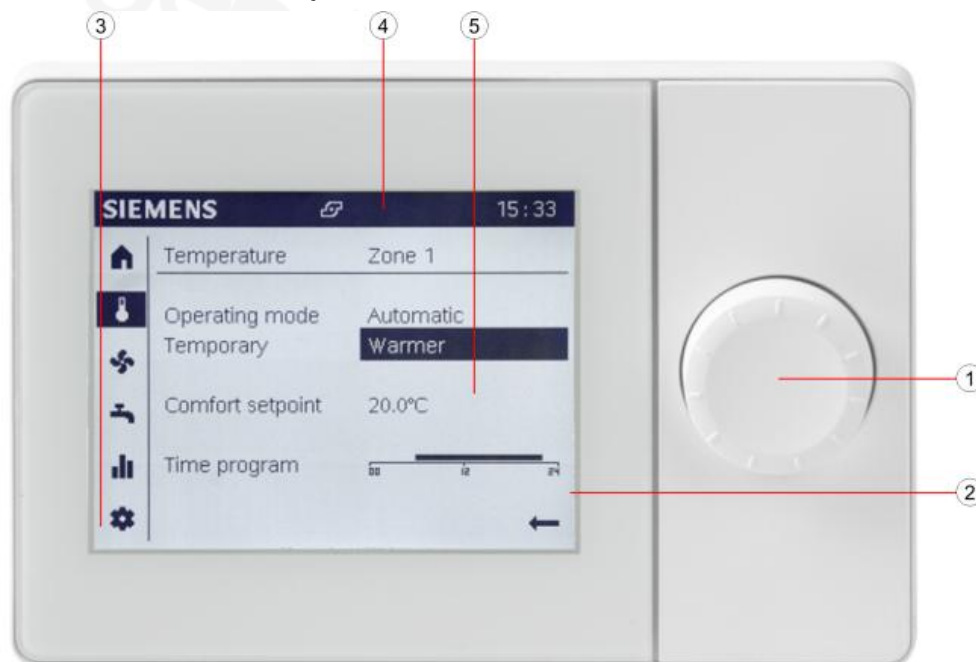 3
4
5
SIEMENS 15:33
Temperature Zone 1
Operating mode Automatic
Temporary Warmer
Comfort setpoint 20.0°C
Time program
00 12 24
1
2